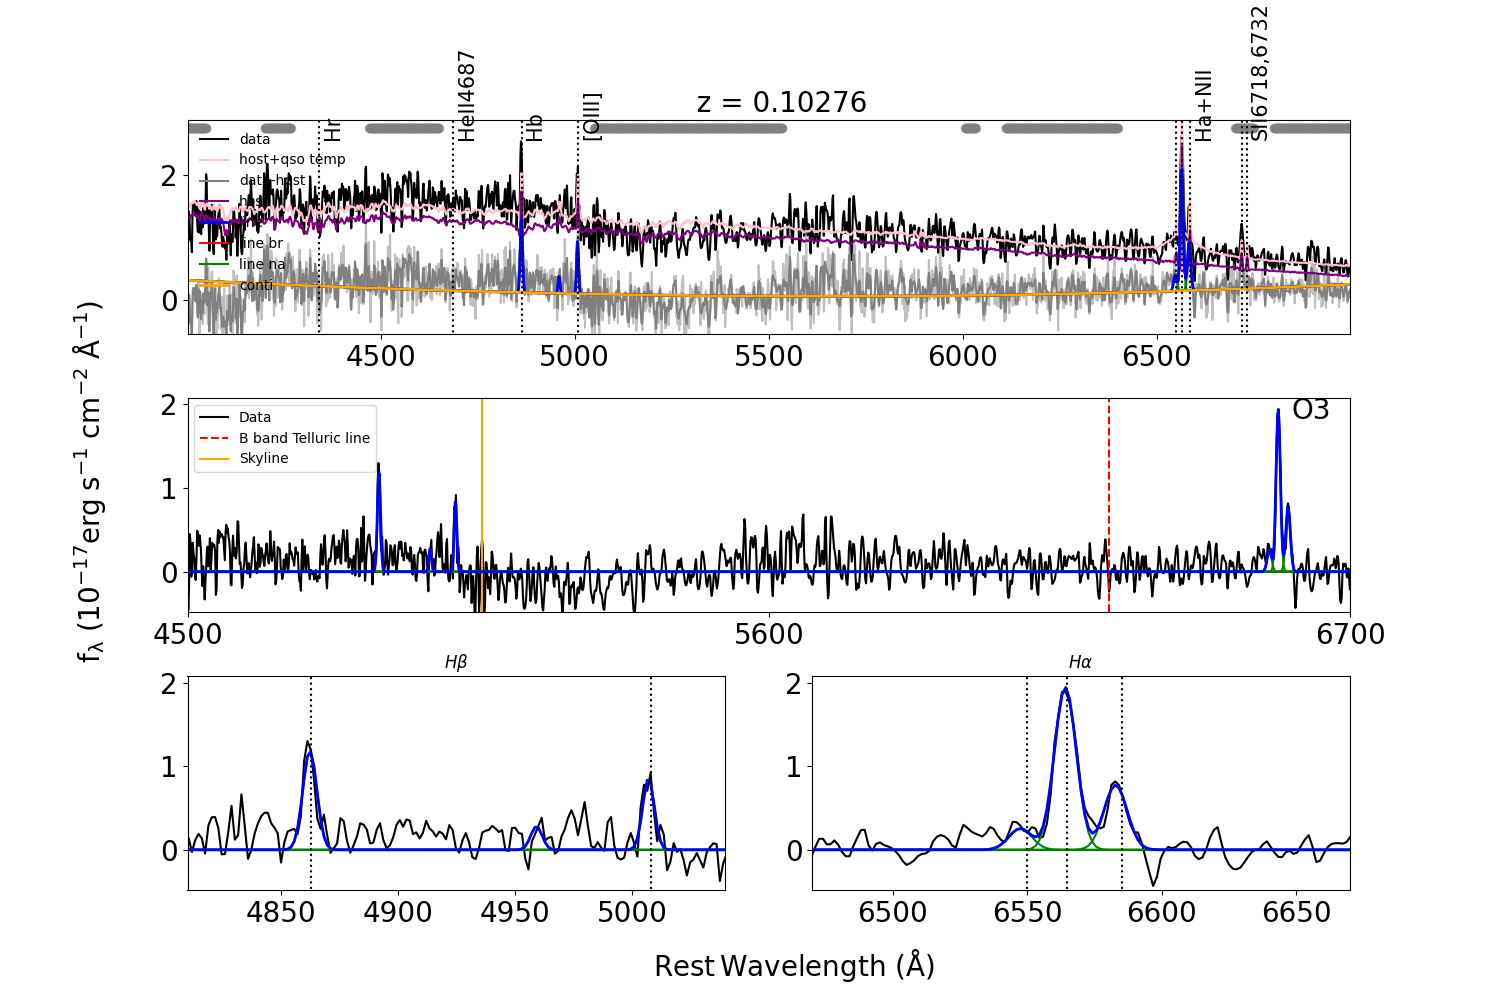 z = 0.10276
Hr
HeII4687
Hb
[OIII]
Ha+NII
SII6718,6732
data
host+qso temp
data-host
line br
line na
conti
2
0
4500 5000 5500 6000 6500
fλ (10⁻¹⁷erg s⁻¹ cm⁻² Å⁻¹)
Data
B band Telluric line
Skyline
O3
2
1
0
4500 5600 6700
Hβ
2
1
0
4850 4900 4950 5000
Hα
2
1
0
6500 6550 6600 6650
Rest Wavelength (Å)